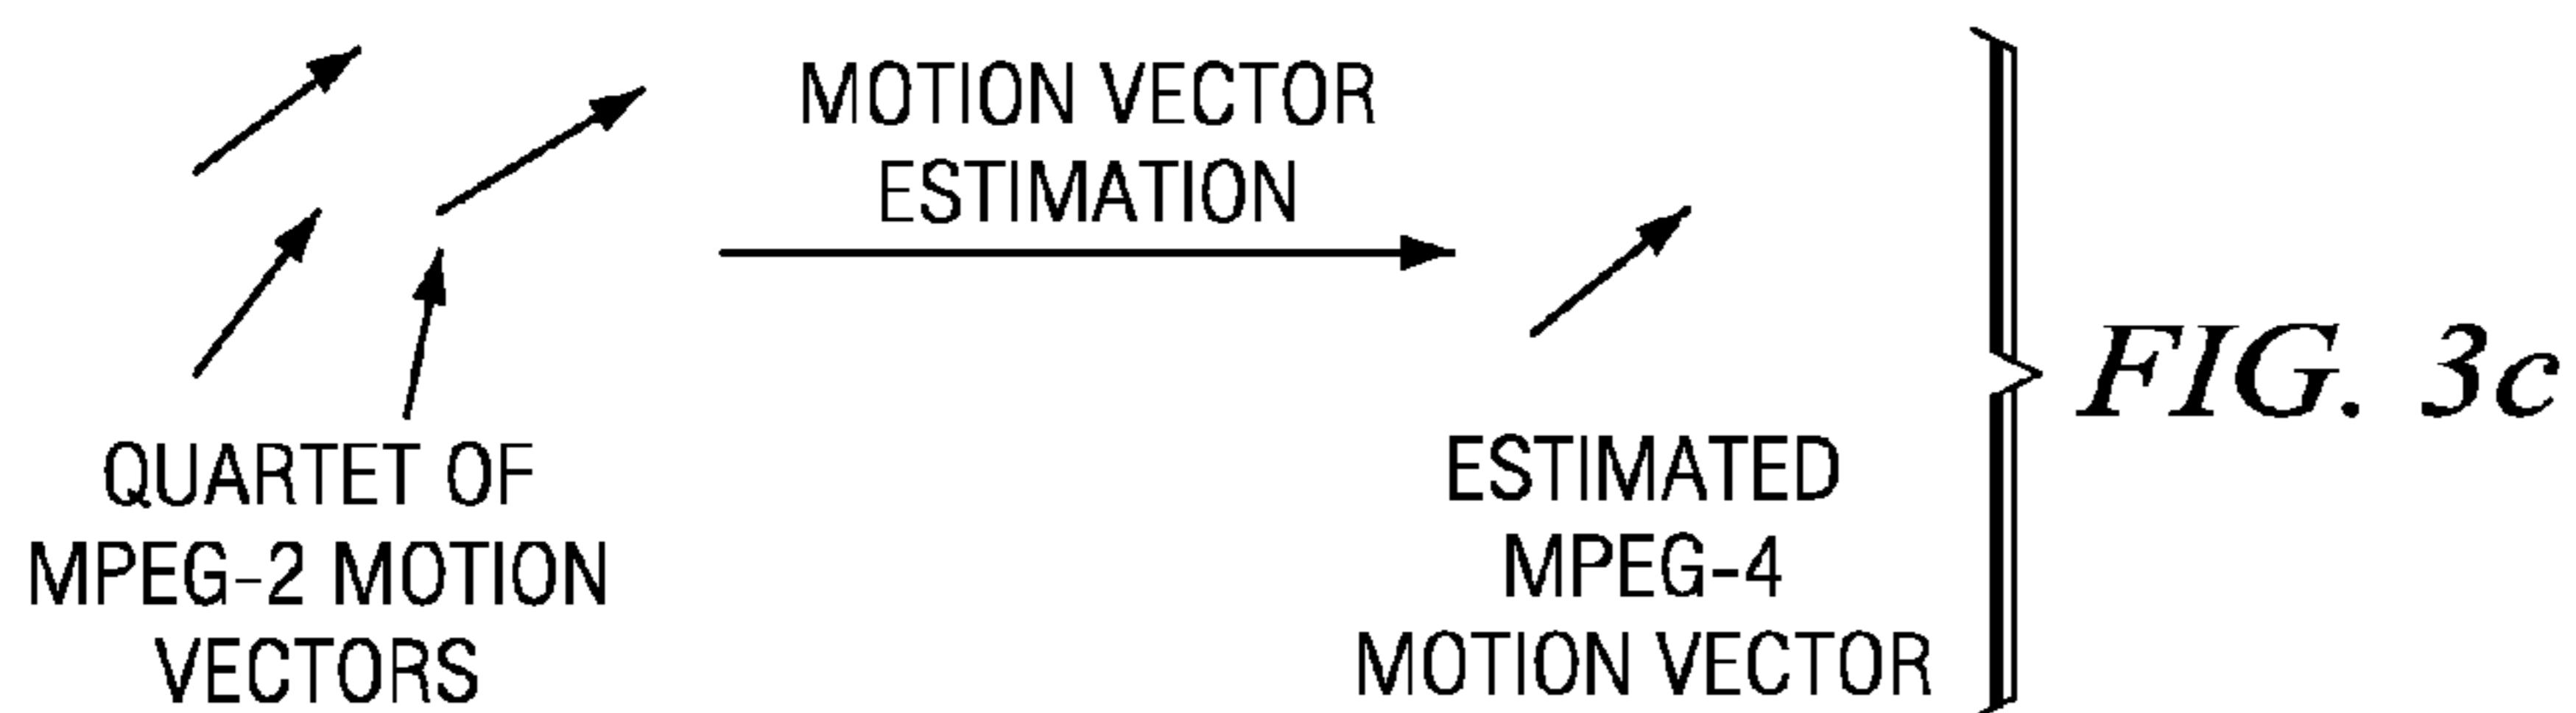 MOTION VECTOR
ESTIMATION
QUARTET OF
MPEG-2 MOTION
VECTORS
ESTIMATED
MPEG-4
MOTION VECTOR
FIG. 3c